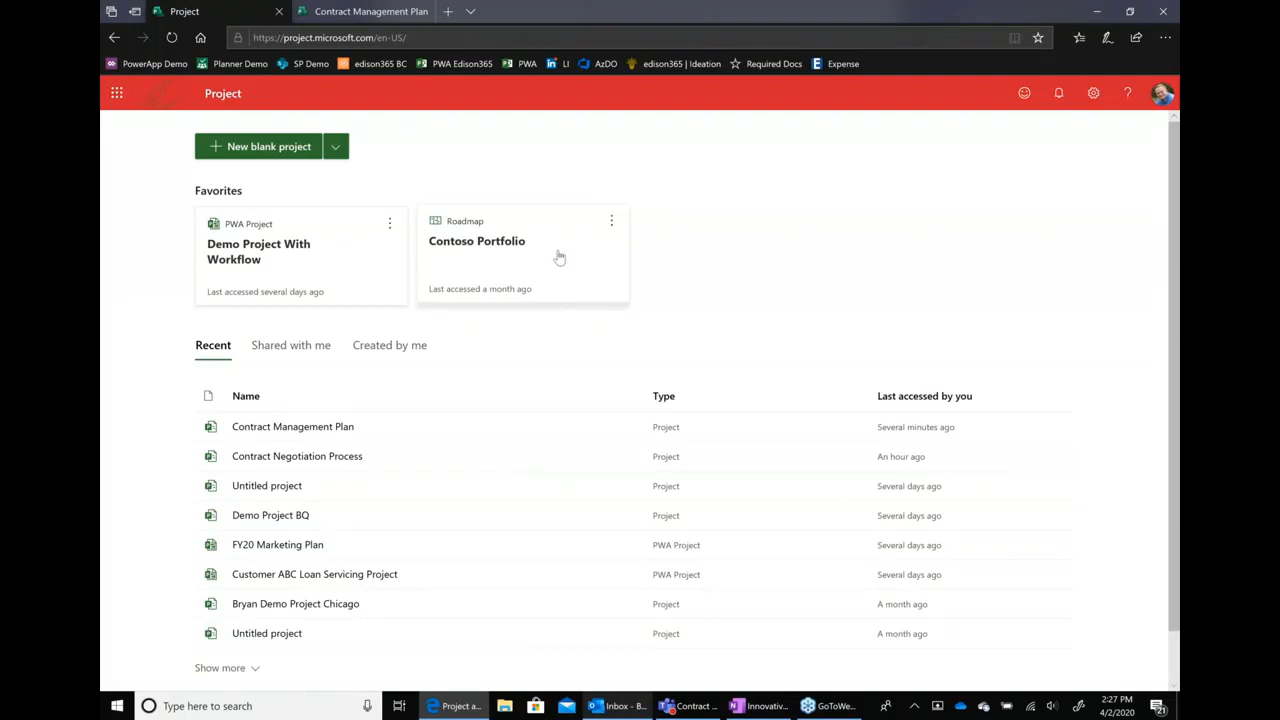 Project
Contract Management Plan
https://project.microsoft.com/en-US/
PowerApp Demo
Planner Demo
SP Demo
edison365 BC
PWA Edison365
PWA
LI
AzDO
edison365 | Ideation
Required Docs
Expense
Project
New blank project
Favorites
PWA Project
Demo Project With
Workflow
Last accessed several days ago
Roadmap
Contoso Portfolio
Last accessed a month ago
Recent
Shared with me
Created by me
Name
Type
Last accessed by you
Contract Management Plan
Project
Several minutes ago
Contract Negotiation Process
Project
An hour ago
Untitled project
Project
Several days ago
Demo Project BQ
Project
Several days ago
FY20 Marketing Plan
PWA Project
Several days ago
Customer ABC Loan Servicing Project
PWA Project
Several days ago
Bryan Demo Project Chicago
Project
A month ago
Untitled project
Project
A month ago
Show more
Type here to search
Project a...
Inbox - B...
Contract ...
Innovativ...
GoToWe...
2:27 PM
4/2/2020
21